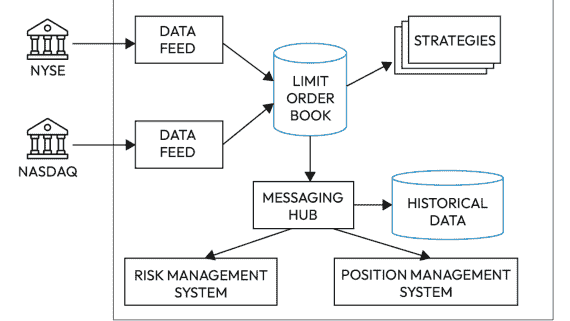 NYSE
DATA
FEED
LIMIT
ORDER
BOOK
STRATEGIES
NASDAQ
DATA
FEED
MESSAGING
HUB
HISTORICAL
DATA
RISK MANAGEMENT
SYSTEM
POSITION MANAGEMENT
SYSTEM